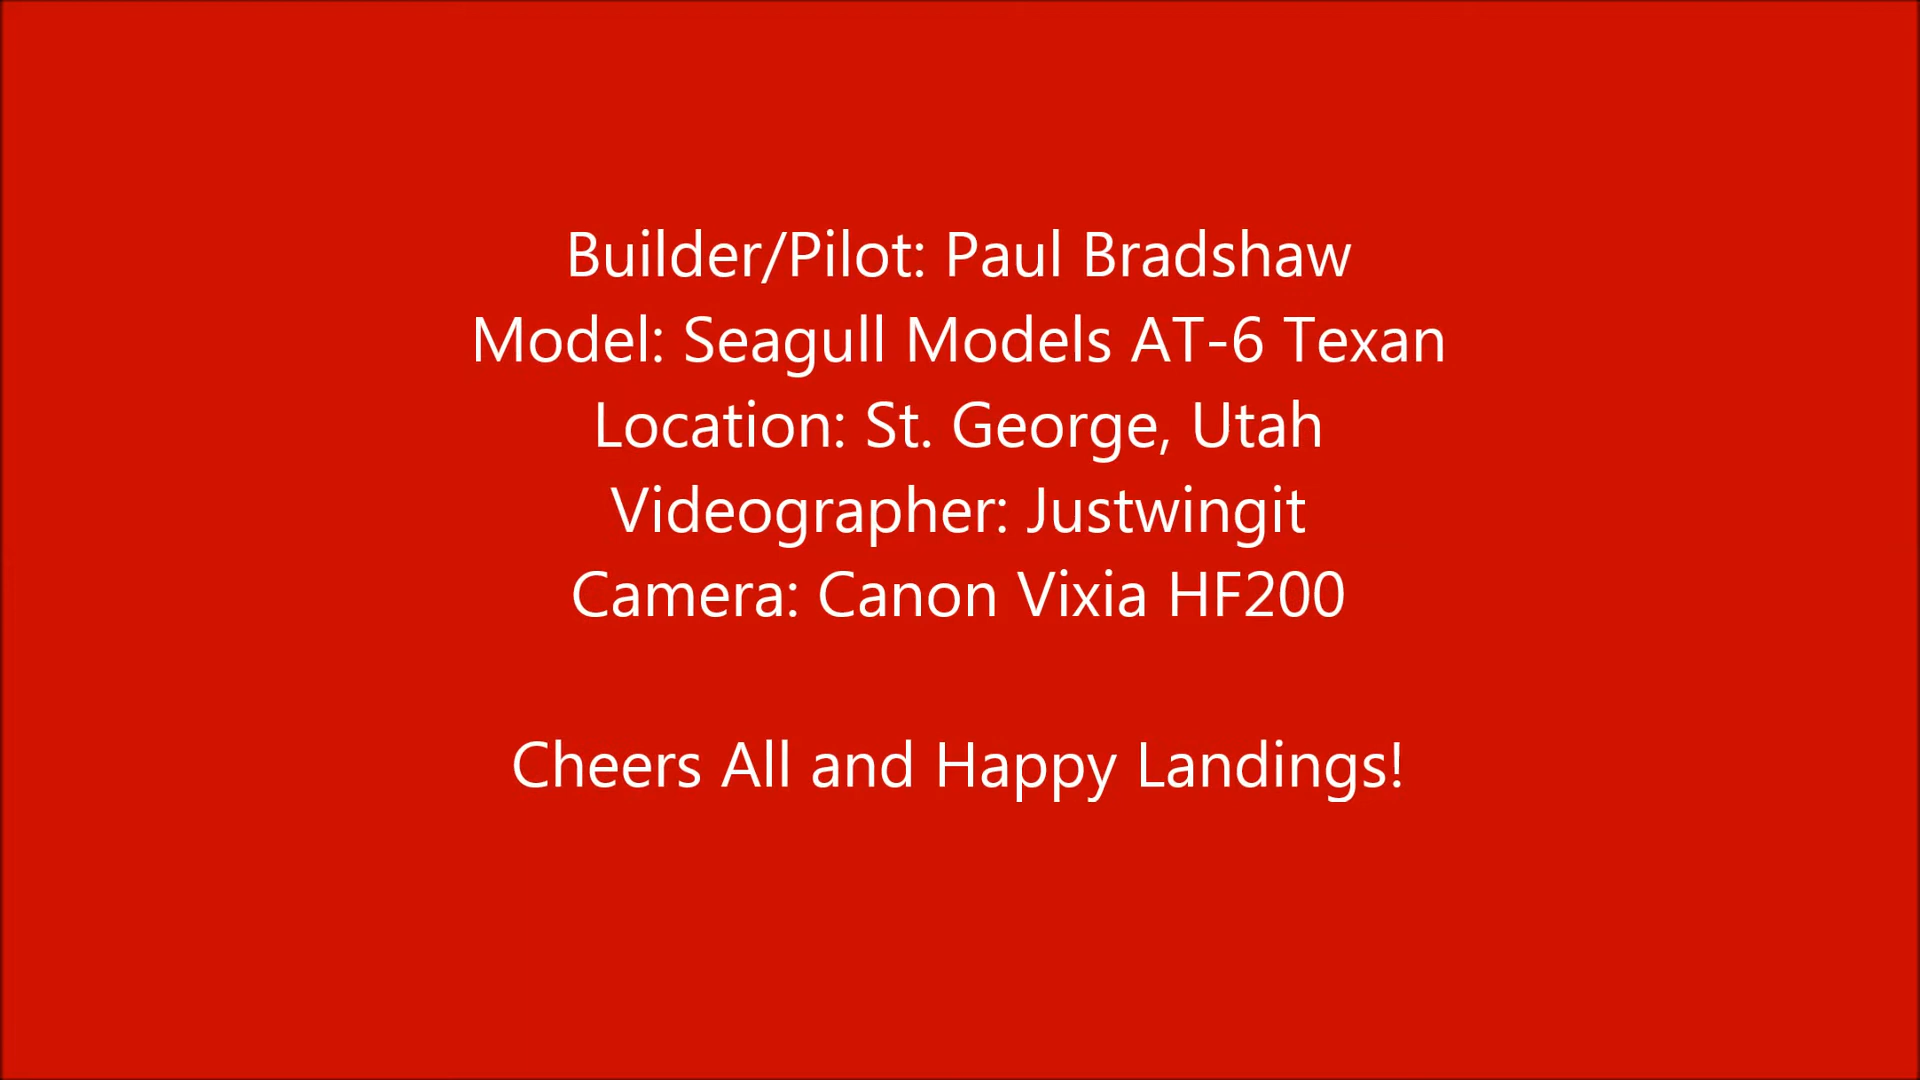 Builder/Pilot: Paul Bradshaw
Model: Seagull Models AT-6 Texan
Location: St. George, Utah
Videographer: Justwingit
Camera: Canon Vixia HF200
Cheers All and Happy Landings!